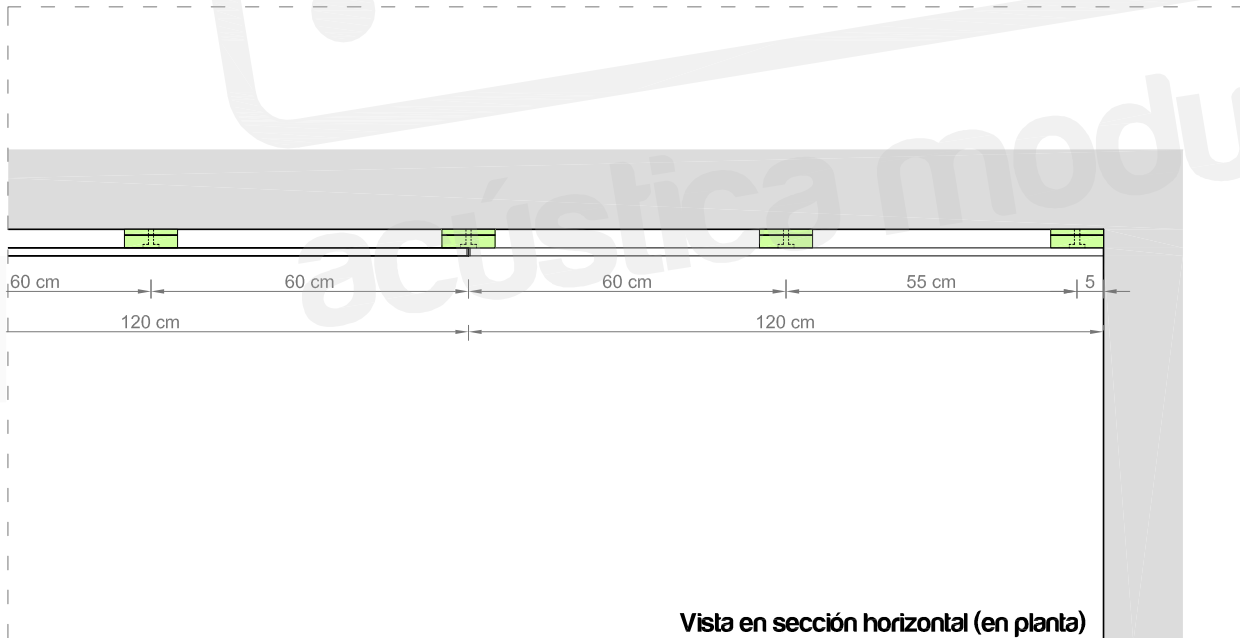 acústica modu
60 cm
60 cm
60 cm
55 cm
5
120 cm
120 cm
Vista en sección horizontal (en planta)